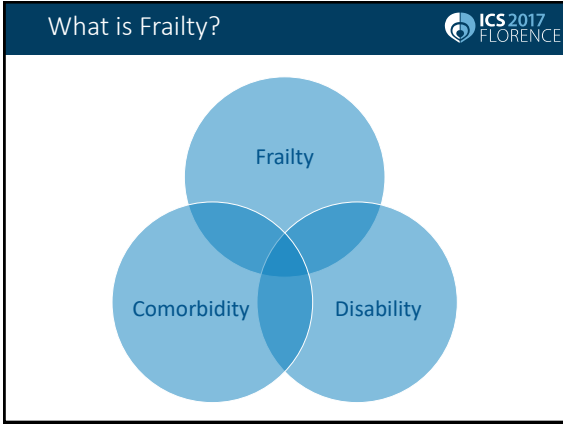 What is Frailty?
ICS 2017
FLORENCE
Frailty
Comorbidity
Disability